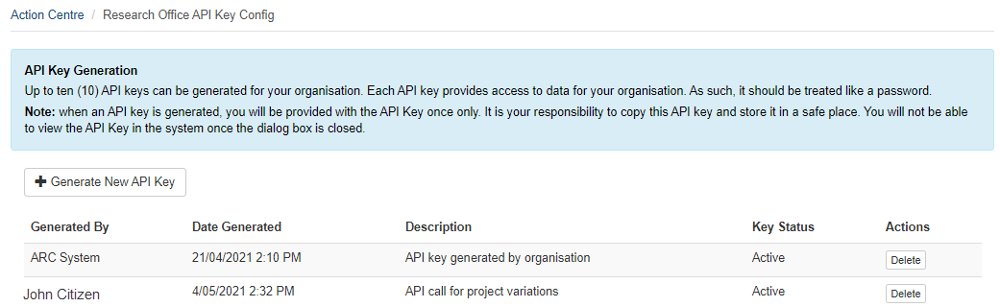 Action Centre / Research Office API Key Config
API Key Generation
Up to ten (10) API keys can be generated for your organisation. Each API key provides access to data for your organisation. As such, it should be treated like a password.
Note: when an API key is generated, you will be provided with the API Key once only. It is your responsibility to copy this API key and store it in a safe place. You will not be able
to view the API Key in the system once the dialog box is closed.
Generate New API Key
Generated By Date Generated Description Key Status Actions
ARC System 21/04/2021 2:10 PM API key generated by organisation Active Delete
John Citizen 4/05/2021 2:32 PM API call for project variations Active Delete